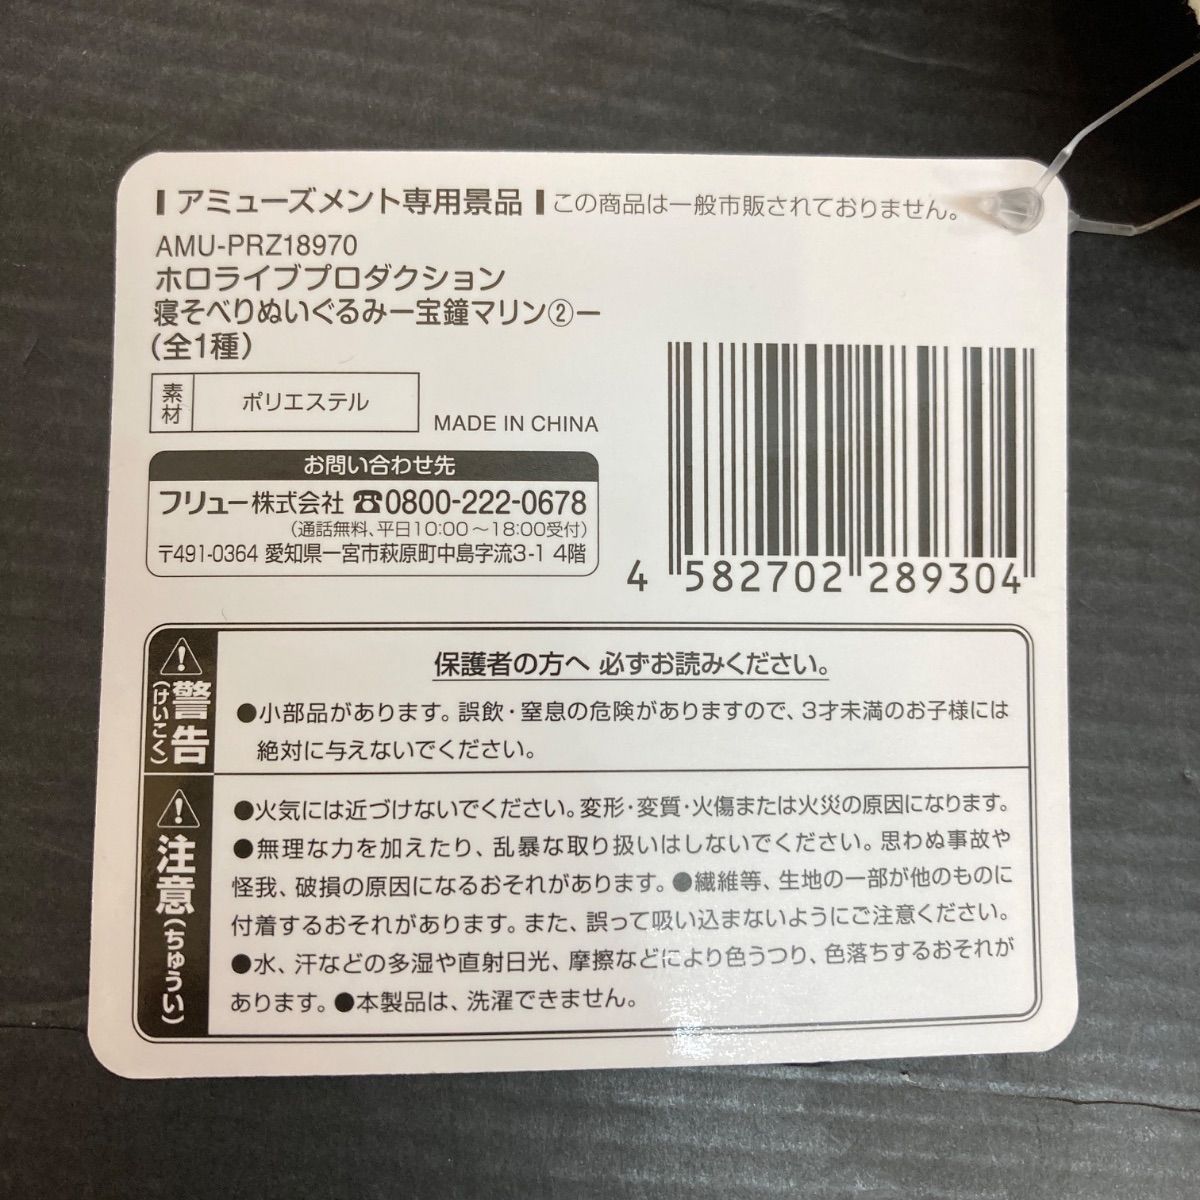 アミューズメント専用景品 この商品は一般市販されておりません。
AMU-PRZ18970
ホロライブプロダクション
寝そべりぬいぐるみー宝鐘マリン②ー
(全1種)
素材 ポリエステル
MADE IN CHINA
お問い合わせ先
フリュー株式会社 ☎0800-222-0678
(通話無料、平日10:00～18:00受付)
〒491-0364 愛知県一宮市萩原町中島字流3-1 4階
4 582702 289304
警告(けいこく)
保護者の方へ 必ずお読みください。
●小部品があります。誤飲・窒息の危険がありますので、3才未満のお子様には
絶対に与えないでください。
注意(ちゅうい)
●火気には近づけないでください。変形・変質・火傷または火災の原因になります。
●無理な力を加えたり、乱暴な取り扱いはしないでください。思わぬ事故や
怪我、破損の原因になるおそれがあります。●繊維等、生地の一部が他のものに
付着するおそれがあります。また、誤って吸い込まないようにご注意ください。
●水、汗などの多湿や直射日光、摩擦などにより色うつり、色落ちするおそれが
あります。●本製品は、洗濯できません。